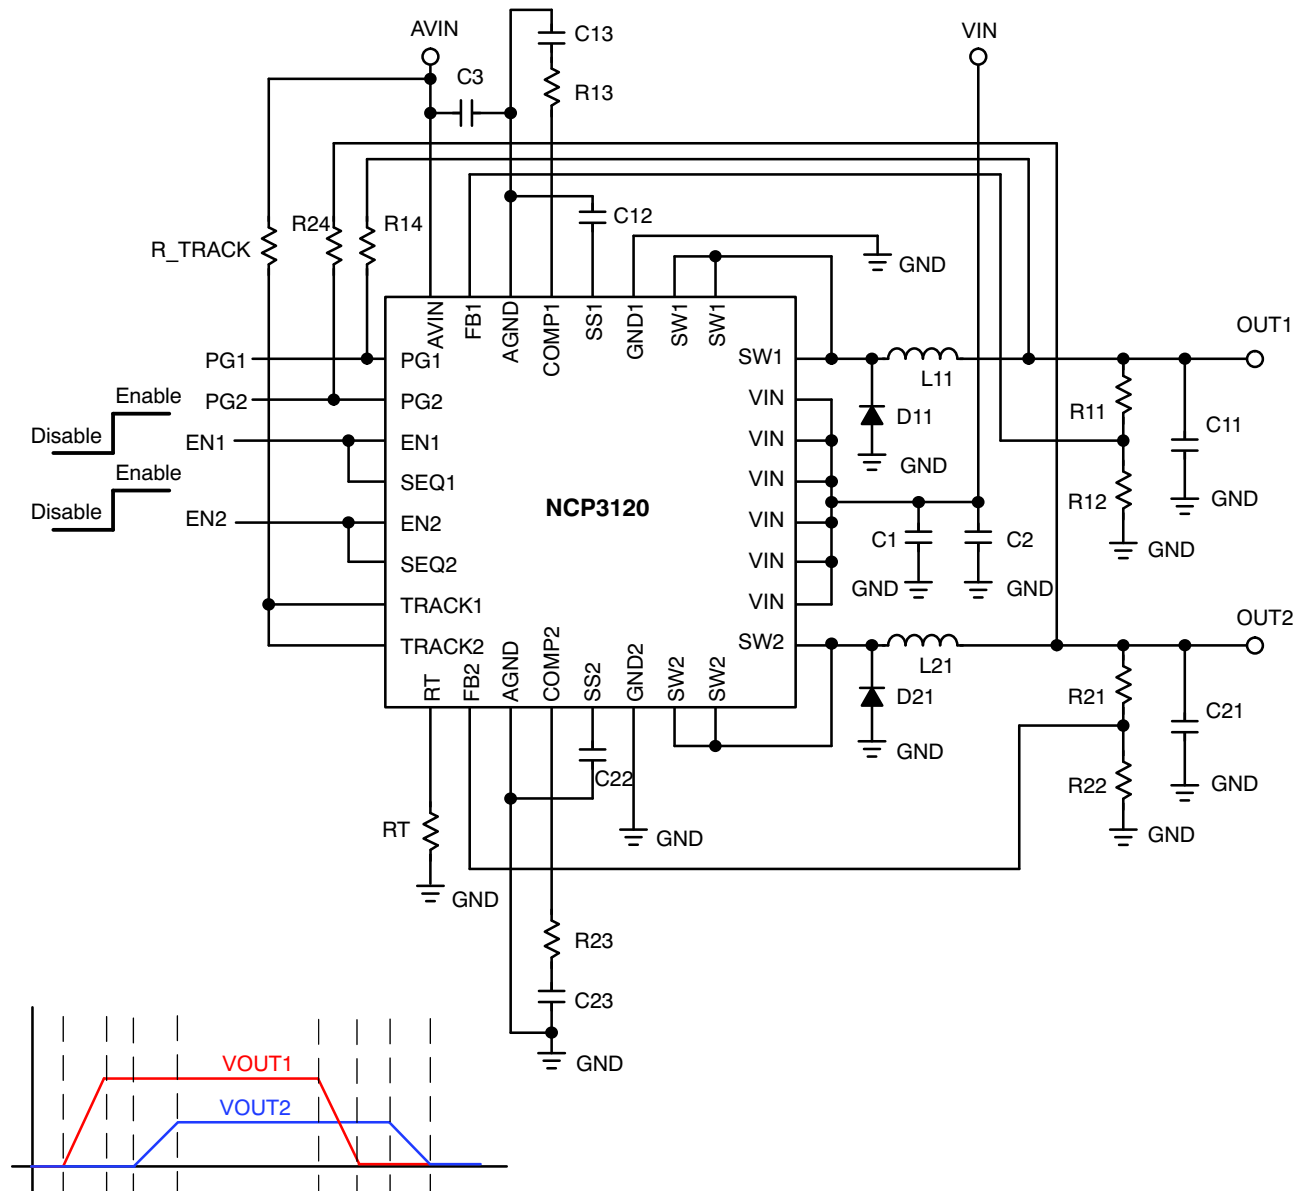 AVIN
C13
VIN
C3
R13
R_TRACK
R24
R14
C12
GND
AVIN
FB1
AGND
COMP1
SS1
GND1
SW1
SW1
OUT1
PG1
PG1
SW1
L11
Enable
PG2
PG2
VIN
D11
R11
C11
Disable
EN1
EN1
VIN
GND
Enable
SEQ1
VIN
R12
GND
Disable
EN2
EN2
NCP3120
VIN
C1
C2
GND
SEQ2
VIN
GND
GND
TRACK1
VIN
OUT2
TRACK2
SW2
L21
RT
FB2
AGND
COMP2
SS2
GND2
SW2
SW2
D21
R21
C21
GND
C22
R22
GND
RT
GND
GND
GND
R23
C23
GND
VOUT1
VOUT2